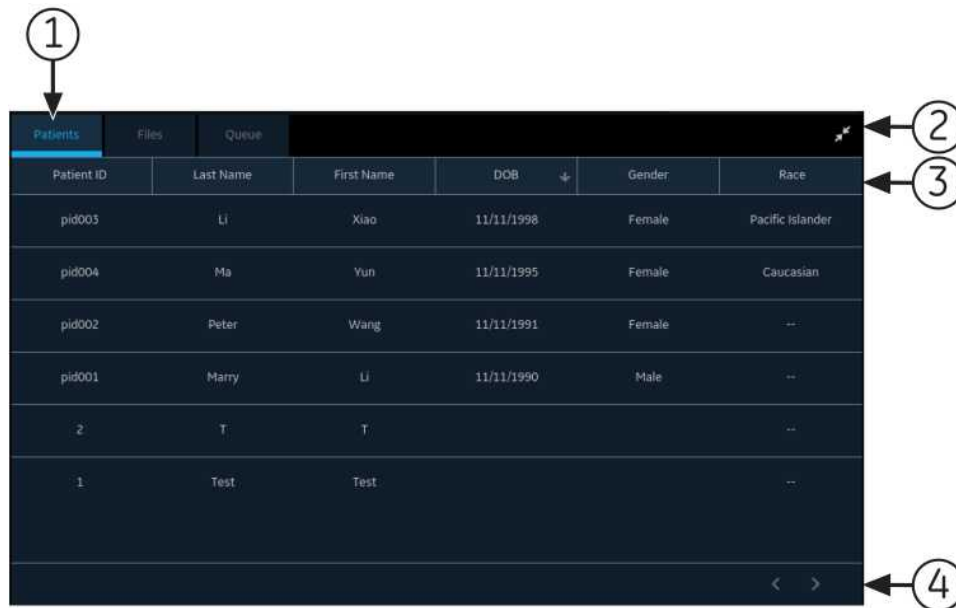 1
Patients Files Queue
2
Patient ID Last Name First Name DOB Gender Race
3
pid003 Li Xiao 11/11/1998 Female Pacific Islander
pid004 Ma Yun 11/11/1995 Female Caucasian
pid002 Peter Wang 11/11/1991 Female --
pid001 Marry Li 11/11/1990 Male --
2 T T --
1 Test Test --
4